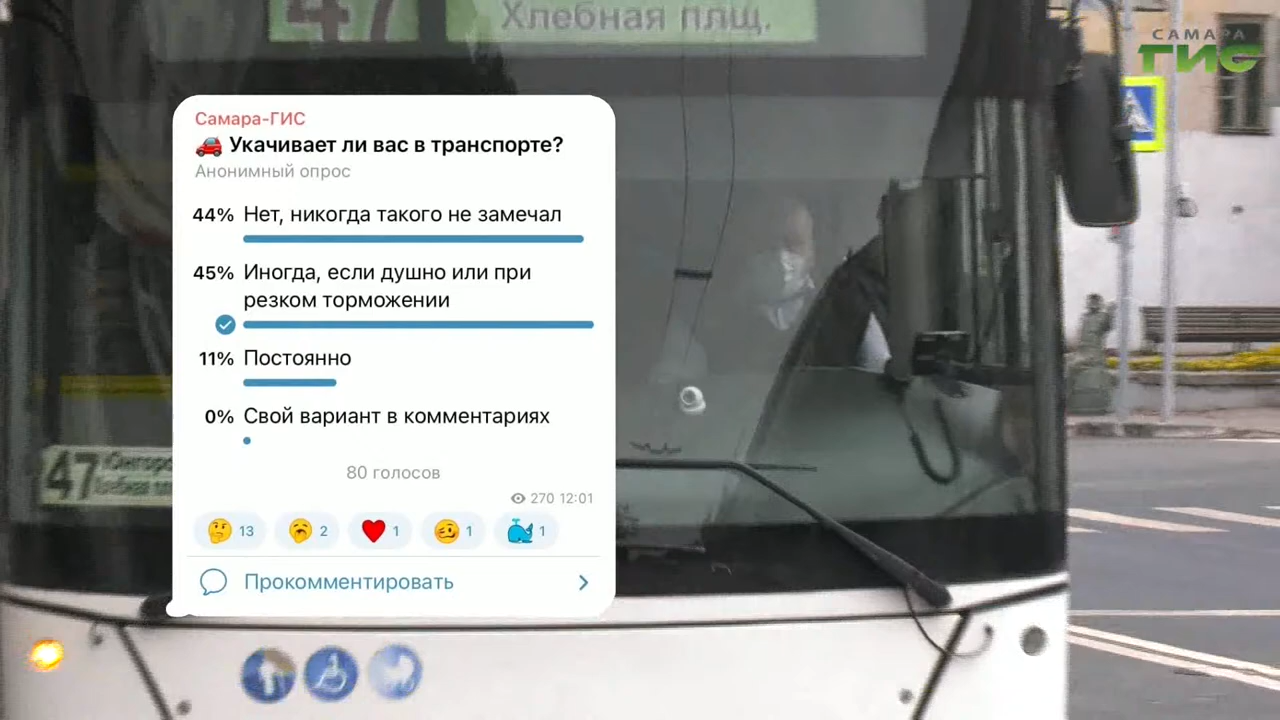 47 Хлебная плщ.
САМАРА
ГИС
Самара-ГИС
Укачивает ли вас в транспорте?
Анонимный опрос
44% Нет, никогда такого не замечал
45% Иногда, если душно или при
резком торможении
11% Постоянно
0% Свой вариант в комментариях
80 голосов
270 12:01
13 2 1 1 1
Прокомментировать
47